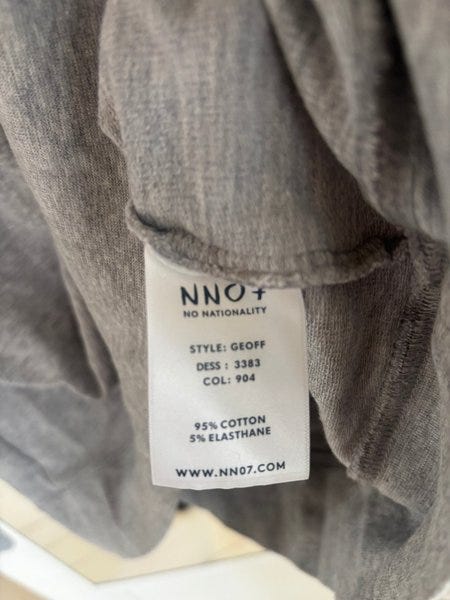 NN07
NO NATIONALITY
STYLE: GEOFF
DESS : 3383
COL: 904
95% COTTON
5% ELASTHANE
WWW.NN07.COM